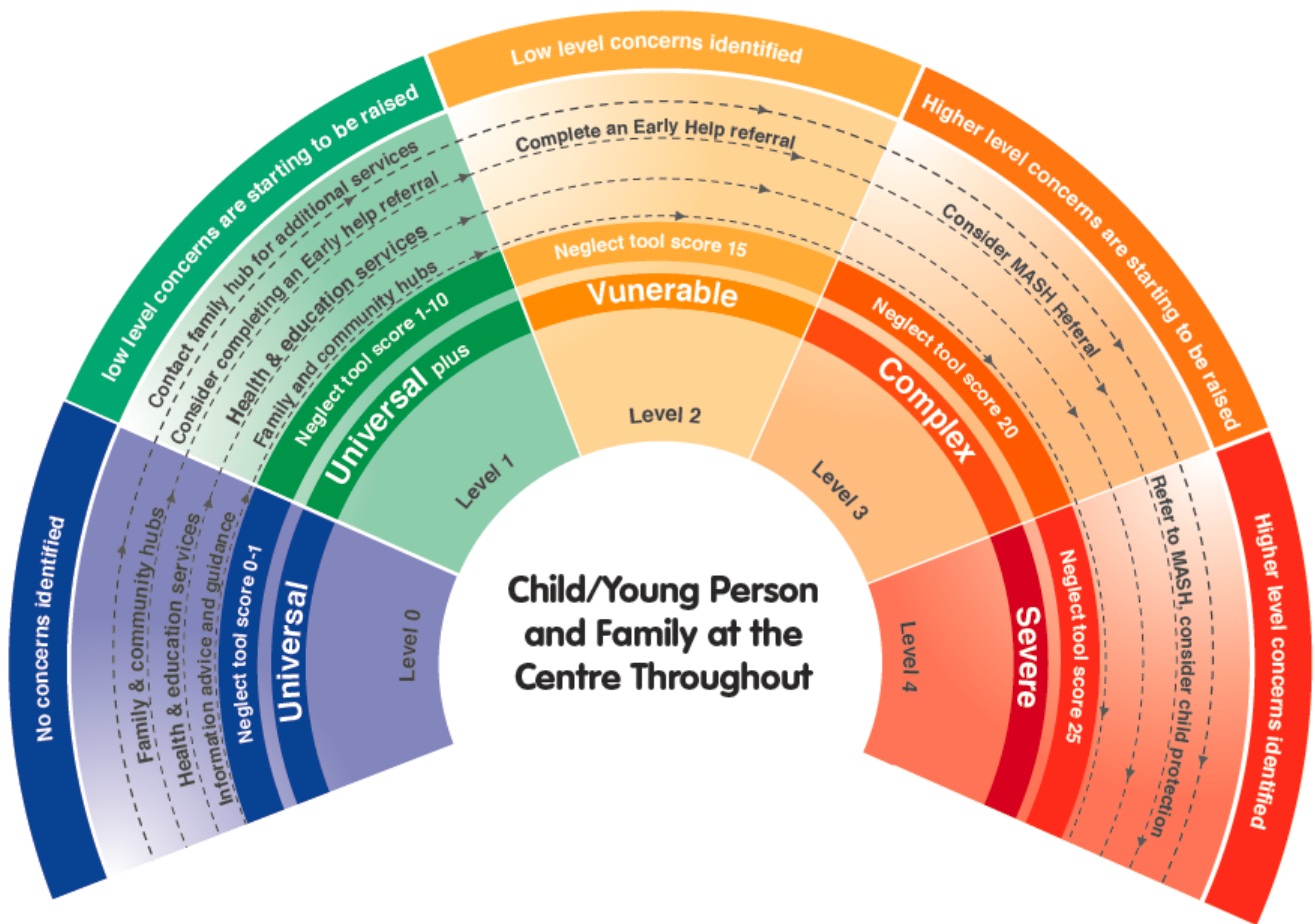 No concerns identified
Family & community hubs
Health & education services
Information advice and guidance
Neglect tool score 0-1
Universal
Level 0
low level concerns are starting to be raised
Contact family hub for additional services
Consider completing an Early help referral
Health & education services
Family and community hubs
Neglect tool score 1-10
Universal plus
Level 1
Low level concerns identified
Complete an Early Help referral
Neglect tool score 15
Vunerable
Level 2
Higher level concerns are starting to be raised
Consider MASH Referal
Neglect tool score 20
Complex
Level 3
Higher level concerns identified
Refer to MASH, consider child protection
Neglect tool score 25
Severe
Level 4
Child/Young Person
and Family at the
Centre Throughout